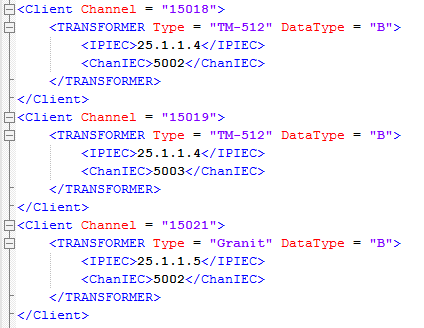 <Client Channel = "15018">
<TRANSFORMER Type = "TM-512" DataType = "B">
<IPIEC>25.1.1.4</IPIEC>
<ChanIEC>5002</ChanIEC>
</TRANSFORMER>
</Client>
<Client Channel = "15019">
<TRANSFORMER Type = "TM-512" DataType = "B">
<IPIEC>25.1.1.4</IPIEC>
<ChanIEC>5003</ChanIEC>
</TRANSFORMER>
</Client>
<Client Channel = "15021">
<TRANSFORMER Type = "Granit" DataType = "B">
<IPIEC>25.1.1.5</IPIEC>
<ChanIEC>5002</ChanIEC>
</TRANSFORMER>
</Client>